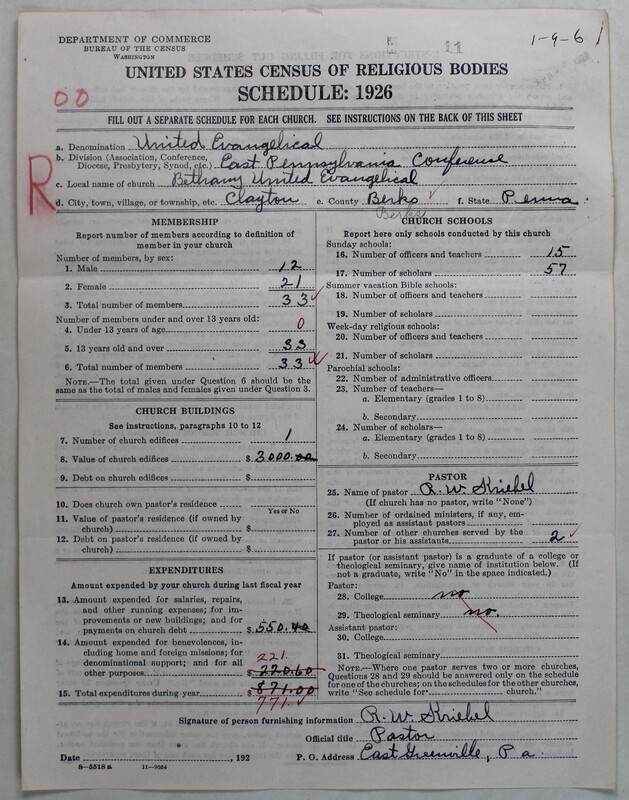 DEPARTMENT OF COMMERCE
BUREAU OF THE CENSUS
WASHINGTON
11
1-9-6
UNITED STATES CENSUS OF RELIGIOUS BODIES
SCHEDULE: 1926
00
FILL OUT A SEPARATE SCHEDULE FOR EACH CHURCH. SEE INSTRUCTIONS ON THE BACK OF THIS SHEET
R
a. Denomination United Evangelical
b. Division (Association, Conference, Diocese, Presbytery, Synod, etc.) East Pennsylvania Conference
c. Local name of church Bethany United Evangelical
d. City, town, village, or township, etc. Clayton e. County Berks ✓ f. State Penna.
Berks
MEMBERSHIP
Report number of members according to definition of member in your church
Number of members, by sex:
1. Male 12
2. Female 21
3. Total number of members 33 ✓
Number of members under and over 13 years old:
4. Under 13 years of age 0
5. 13 years old and over 33
6. Total number of members 33 ✓
NOTE.—The total given under Question 6 should be the same as the total of males and females given under Question 3.
CHURCH BUILDINGS
See instructions, paragraphs 10 to 12
7. Number of church edifices 1
8. Value of church edifices $ 3000.00
9. Debt on church edifices $
10. Does church own pastor's residence
Yes or No
11. Value of pastor's residence (if owned by church) $
12. Debt on pastor's residence (if owned by church) $
EXPENDITURES
Amount expended by your church during last fiscal year
13. Amount expended for salaries, repairs, and other running expenses; for improvements or new buildings; and for payments on church debt $ 550.40
14. Amount expended for benevolences, including home and foreign missions; for denominational support; and for all other purposes $ 220.60
221.
15. Total expenditures during year $ 871.00
771. ✓
CHURCH SCHOOLS
Report here only schools conducted by this church
Sunday schools:
16. Number of officers and teachers 15
17. Number of scholars 57
Summer vacation Bible schools:
18. Number of officers and teachers
19. Number of scholars
Week-day religious schools:
20. Number of officers and teachers
21. Number of scholars
Parochial schools:
22. Number of administrative officers
23. Number of teachers—
a. Elementary (grades 1 to 8)
b. Secondary
24. Number of scholars—
a. Elementary (grades 1 to 8)
b. Secondary
PASTOR
25. Name of pastor R. W. Kriebel
(If church has no pastor, write "None")
26. Number of ordained ministers, if any, employed as assistant pastors
27. Number of other churches served by the pastor or his assistants 2 ✓
If pastor (or assistant pastor) is a graduate of a college or theological seminary, give name of institution below. (If not a graduate, write "No" in the space indicated.)
Pastor:
28. College no
29. Theological seminary no.
Assistant pastor:
30. College
31. Theological seminary
NOTE.—Where one pastor serves two or more churches, Questions 28 and 29 should be answered only on the schedule for one of the churches; on the schedules for the other churches, write "See schedule for church."
Signature of person furnishing information R. W. Kriebel
Official title Pastor
Date , 192 P. O. Address East Greenville, Pa.
8—5518 a 11—9054